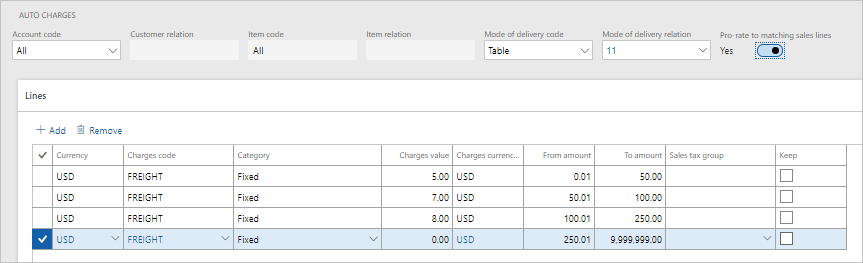 AUTO CHARGES
Account code Customer relation Item code Item relation Mode of delivery code Mode of delivery relation Pro-rate to matching sales lines
All All Table 11 Yes
Lines
Add Remove
Currency Charges code Category Charges value Charges currenc... From amount To amount Sales tax group Keep
USD FREIGHT Fixed 5.00 USD 0.01 50.00
USD FREIGHT Fixed 7.00 USD 50.01 100.00
USD FREIGHT Fixed 8.00 USD 100.01 250.00
USD FREIGHT Fixed 0.00 USD 250.01 9,999,999.00